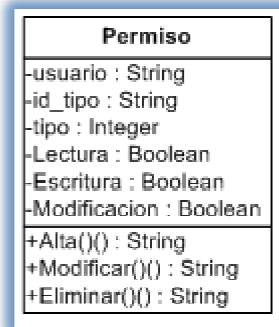 Permiso
-usuario : String
-id_tipo : String
-tipo : Integer
-Lectura : Boolean
-Escritura : Boolean
-Modificacion : Boolean
+Alta()() : String
+Modificar()() : String
+Eliminar()() : String